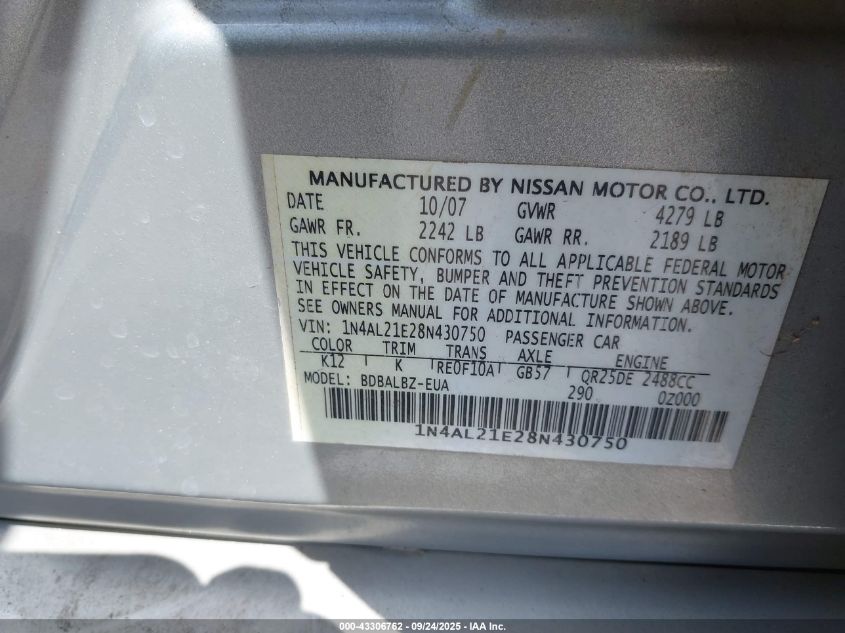 MANUFACTURED BY NISSAN MOTOR CO., LTD.
DATE 10/07 GVWR 4279 LB
GAWR FR. 2242 LB GAWR RR. 2189 LB
THIS VEHICLE CONFORMS TO ALL APPLICABLE FEDERAL MOTOR
VEHICLE SAFETY, BUMPER AND THEFT PREVENTION STANDARDS
IN EFFECT ON THE DATE OF MANUFACTURE SHOWN ABOVE.
SEE OWNERS MANUAL FOR ADDITIONAL INFORMATION.
VIN: 1N4AL21E28N430750 PASSENGER CAR
COLOR TRIM TRANS AXLE ENGINE
K12 K RE0F10A GB57 QR25DE 2488CC
MODEL: BDBALBZ-EUA 290 0Z000
1N4AL21E28N430750
000-43306762 - 09/24/2025 - IAA Inc.